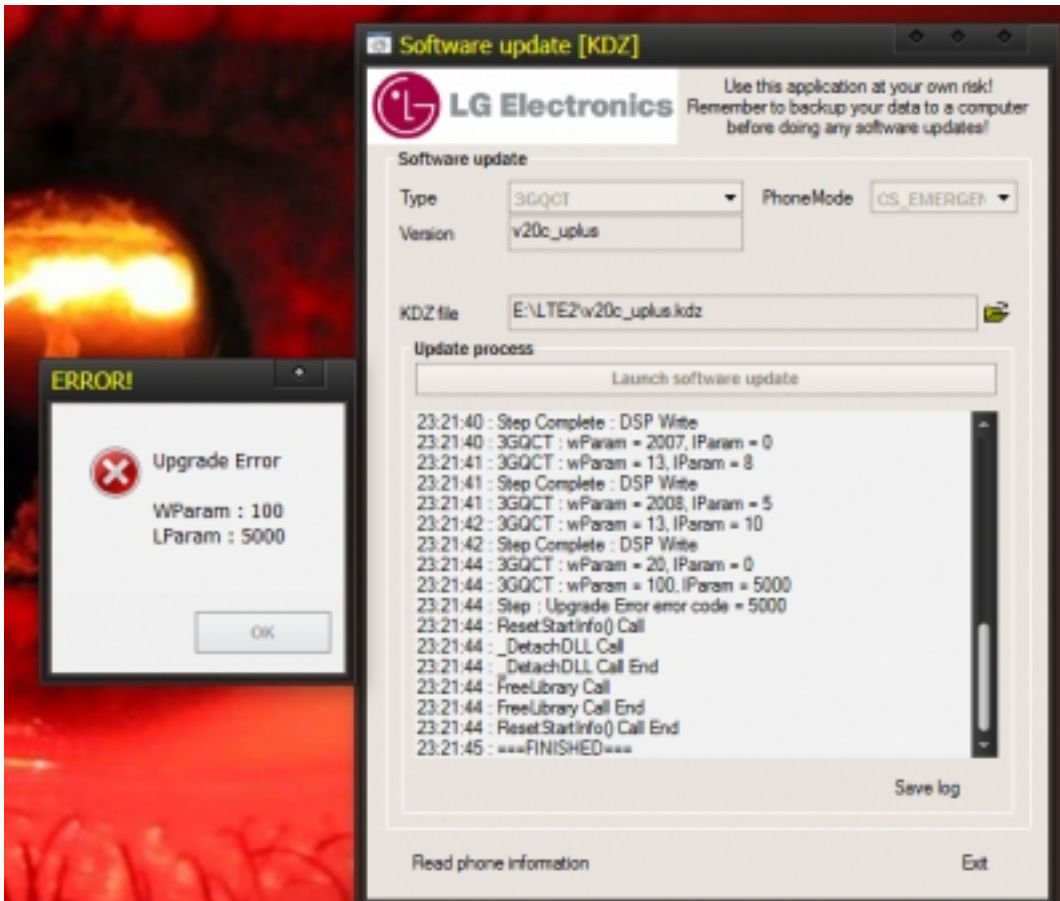 Software update [KDZ]
LG Electronics
Use this application at your own risk!
Remember to backup your data to a computer
before doing any software updates!
Software update
Type 3GQCT PhoneMode CS_EMERGEN
Version v20c_uplus
KDZ file E:\LTE2\v20c_uplus.kdz
Update process
Launch software update
23:21:40 : Step Complete : DSP Write
23:21:40 : 3GQCT : wParam = 2007, lParam = 0
23:21:41 : 3GQCT : wParam = 13, lParam = 8
23:21:41 : Step Complete : DSP Write
23:21:41 : 3GQCT : wParam = 2008, lParam = 5
23:21:42 : 3GQCT : wParam = 13, lParam = 10
23:21:42 : Step Complete : DSP Write
23:21:44 : 3GQCT : wParam = 20, lParam = 0
23:21:44 : 3GQCT : wParam = 100, lParam = 5000
23:21:44 : Step : Upgrade Error error code = 5000
23:21:44 : ResetStartInfo() Call
23:21:44 : _DetachDLL Call
23:21:44 : _DetachDLL Call End
23:21:44 : FreeLibrary Call
23:21:44 : FreeLibrary Call End
23:21:44 : ResetStartInfo() Call End
23:21:45 : ===FINISHED===
Save log
Read phone information
Exit
ERROR!
Upgrade Error
WParam : 100
LParam : 5000
OK